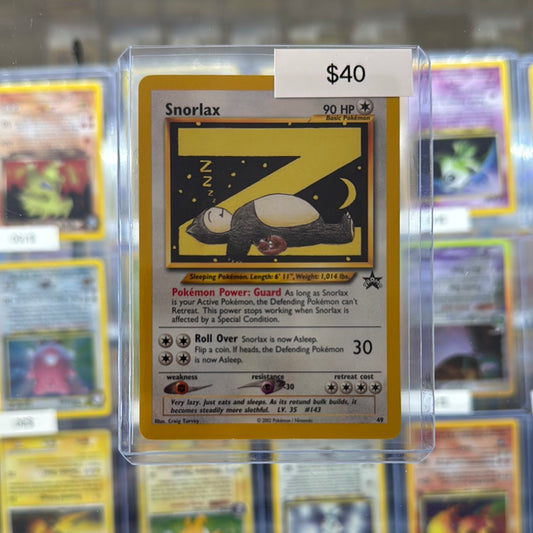 $40
Snorlax
90 HP
Basic Pokémon
Z
Z
Z
Z
Z
Sleeping Pokémon. Length: 6' 11", Weight: 1,014 lbs.
Pokémon Power: Guard As long as Snorlax
is your Active Pokémon, the Defending Pokémon can't
Retreat. This power stops working when Snorlax is
affected by a Special Condition.
Roll Over Snorlax is now Asleep.
Flip a coin. If heads, the Defending Pokémon
is now Asleep.
30
weakness
resistance
retreat cost
-30
Very lazy. Just eats and sleeps. As its rotund bulk builds, it
becomes steadily more slothful. LV. 35 #143
Illus. Craig Turvey
© 2002 Pokémon / Nintendo
49